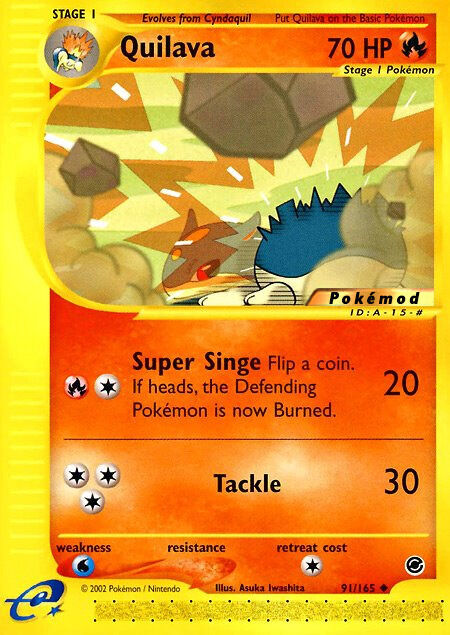 STAGE 1
Evolves from Cyndaquil
Put Quilava on the Basic Pokémon
Quilava
70 HP
Stage 1 Pokémon
Pokémod
ID:A-15-#
Super Singe Flip a coin.
If heads, the Defending
Pokémon is now Burned.
20
Tackle
30
weakness
resistance
retreat cost
© 2002 Pokémon / Nintendo
Illus. Asuka Iwashita
91/165
e